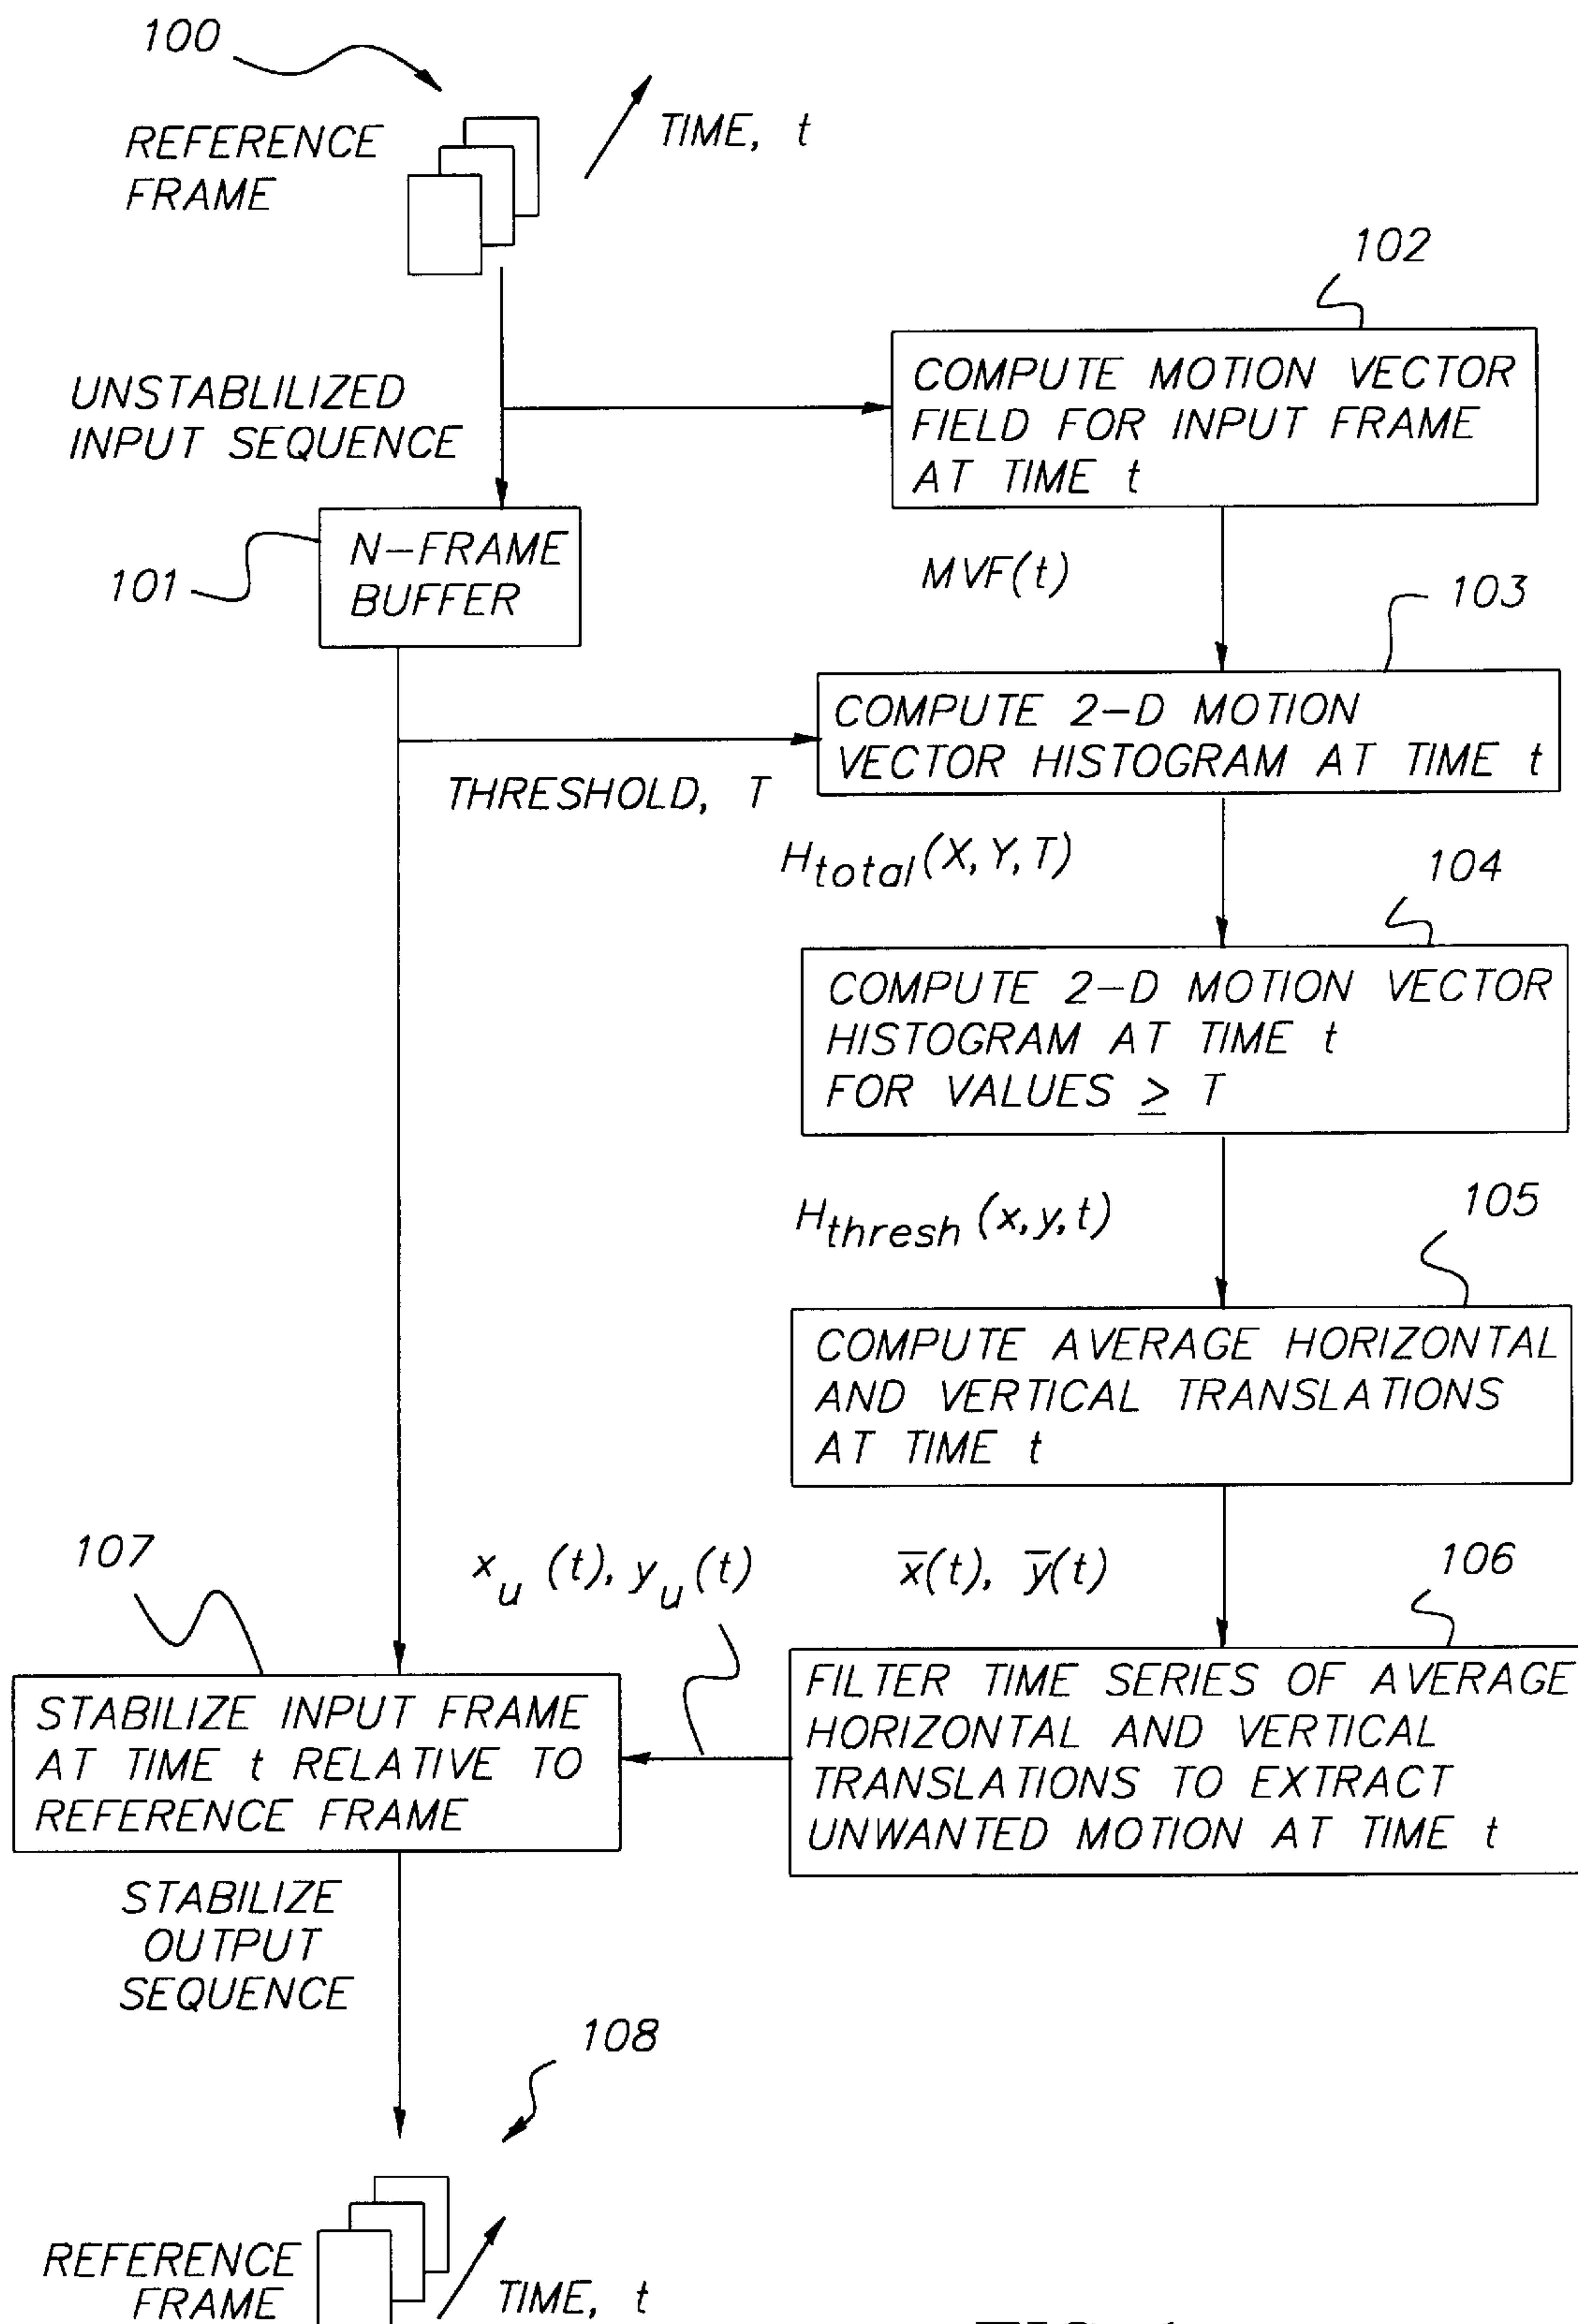 100
REFERENCE
FRAME
TIME, t
102
UNSTABLILIZED
INPUT SEQUENCE
COMPUTE MOTION VECTOR
FIELD FOR INPUT FRAME
AT TIME t
N-FRAME
BUFFER
101
MVF(t)
103
COMPUTE 2-D MOTION
VECTOR HISTOGRAM AT TIME t
THRESHOLD, T
H_total(X, Y, T)
104
COMPUTE 2-D MOTION VECTOR
HISTOGRAM AT TIME t
FOR VALUES ≥ T
H_thresh (x,y,t)
105
COMPUTE AVERAGE HORIZONTAL
AND VERTICAL TRANSLATIONS
AT TIME t
107
x_u (t), y_u (t)
x̅(t), y̅(t)
106
STABILIZE INPUT FRAME
AT TIME t RELATIVE TO
REFERENCE FRAME
FILTER TIME SERIES OF AVERAGE
HORIZONTAL AND VERTICAL
TRANSLATIONS TO EXTRACT
UNWANTED MOTION AT TIME t
STABILIZE
OUTPUT
SEQUENCE
108
REFERENCE
FRAME
TIME, t